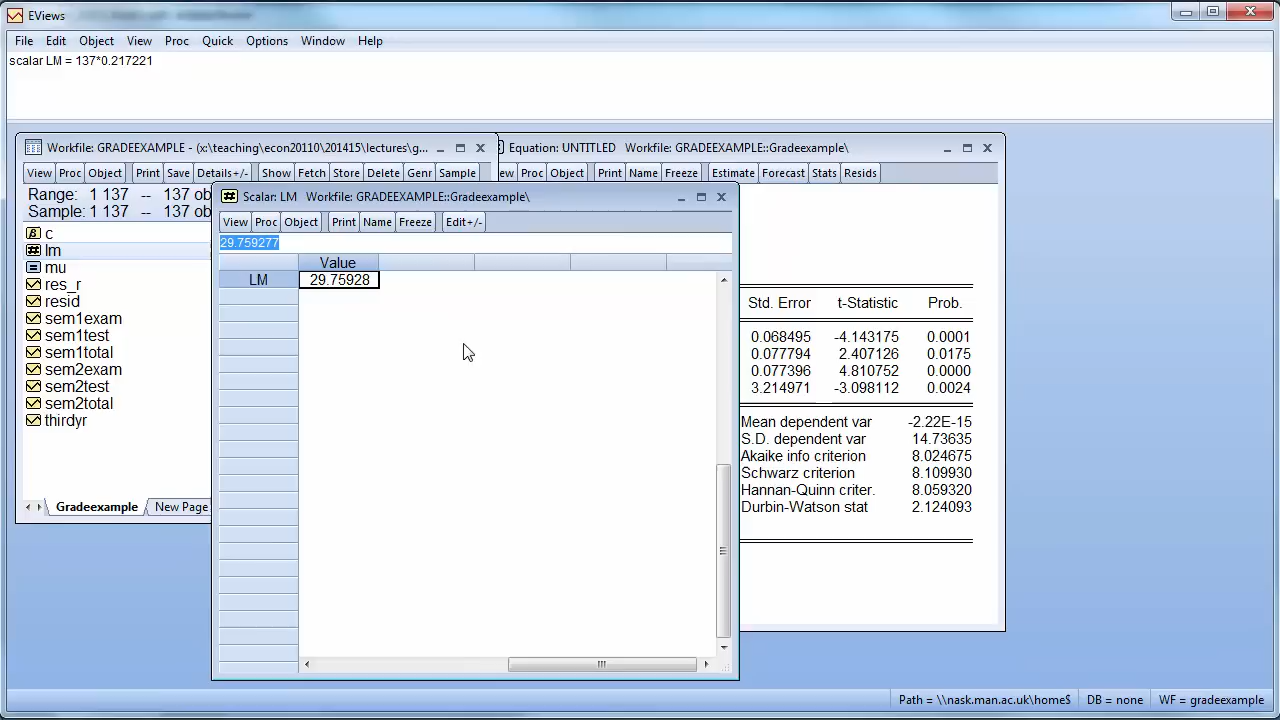 EViews
File Edit Object View Proc Quick Options Window Help
scalar LM = 137*0.217221
Workfile: GRADEEXAMPLE - (x:\teaching\econ20110\201415\lectures\g...
View Proc Object Print Save Details+/- Show Fetch Store Delete Genr Sample
Range: 1 137 -- 137 ob
Sample: 1 137 -- 137 ob
c
lm
mu
res_r
resid
sem1exam
sem1test
sem1total
sem2exam
sem2test
sem2total
thirdyr
Gradeexample New Page
Equation: UNTITLED Workfile: GRADEEXAMPLE::Gradeexample\
Proc Object Print Name Freeze Estimate Forecast Stats Resids
Std. Error t-Statistic Prob.
0.068495 -4.143175 0.0001
0.077794 2.407126 0.0175
0.077396 4.810752 0.0000
3.214971 -3.098112 0.0024
Mean dependent var -2.22E-15
S.D. dependent var 14.73635
Akaike info criterion 8.024675
Schwarz criterion 8.109930
Hannan-Quinn criter. 8.059320
Durbin-Watson stat 2.124093
Scalar: LM Workfile: GRADEEXAMPLE::Gradeexample\
View Proc Object Print Name Freeze Edit+/-
29.759277
Value
LM 29.75928
Path = \\nask.man.ac.uk\home$ DB = none WF = gradeexample